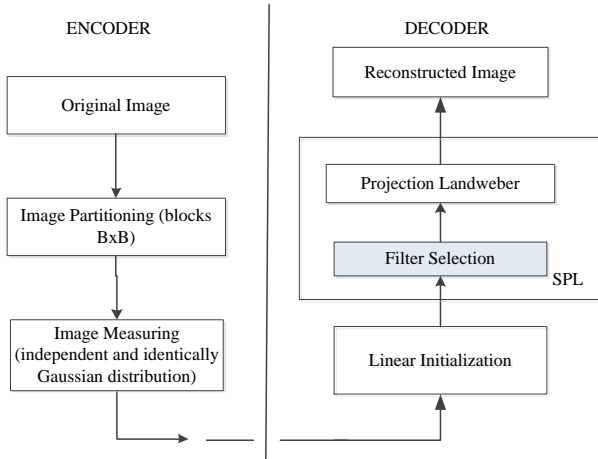 ENCODER
Original Image
Image Partitioning (blocks
BxB)
Image Measuring
(independent and identically
Gaussian distribution)
DECODER
Reconstructed Image
Projection Landweber
Filter Selection
SPL
Linear Initialization